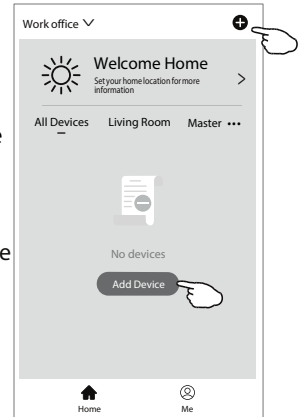 Work office
Welcome Home
Set your home location for more
information
All Devices Living Room Master •••
No devices
Add Device
Home Me
e
e